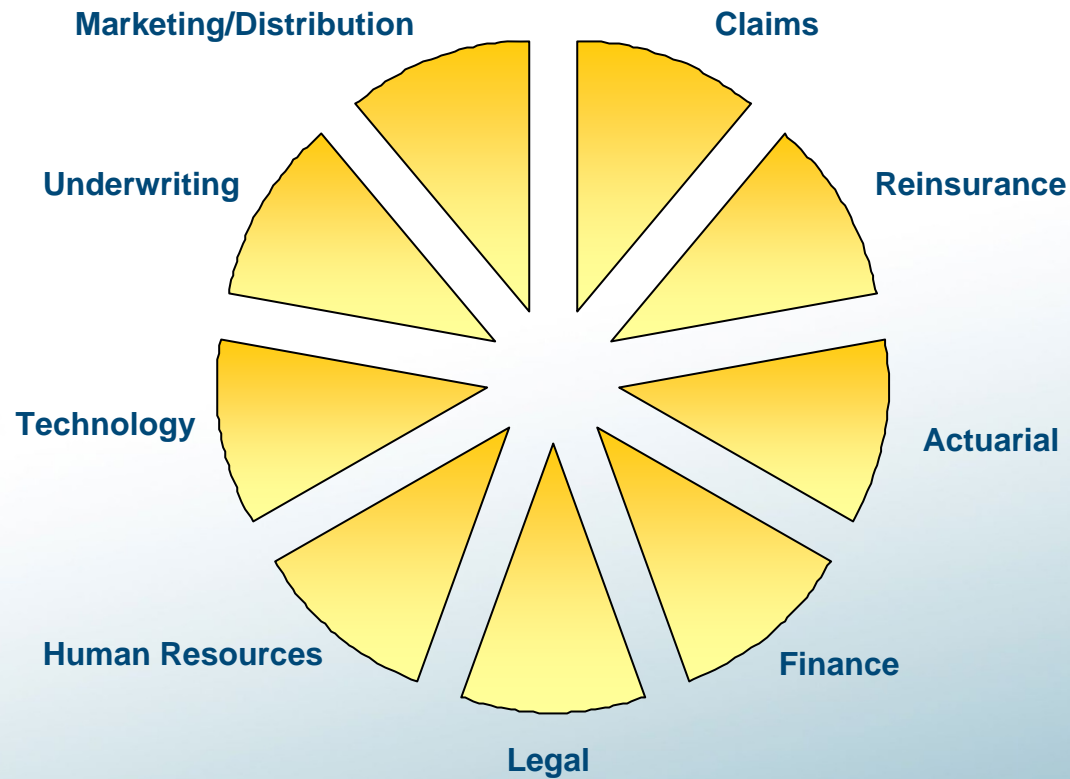 Marketing/Distribution
Claims
Underwriting
Reinsurance
Technology
Actuarial
Human Resources
Finance
Legal